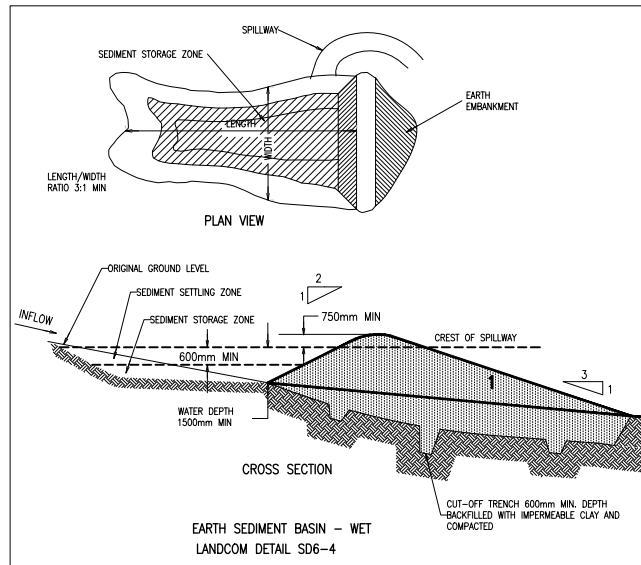 SPILLWAY
SEDIMENT STORAGE ZONE
EARTH
EMBANKMENT
LENGTH
WIDTH
LENGTH/WIDTH
RATIO 3:1 MIN
PLAN VIEW
ORIGINAL GROUND LEVEL
2
1
SEDIMENT SETTLING ZONE
750mm MIN
INFLOW
SEDIMENT STORAGE ZONE
CREST OF SPILLWAY
600mm MIN
1
3
1
WATER DEPTH
1500mm MIN
CROSS SECTION
CUT-OFF TRENCH 600mm MIN. DEPTH
BACKFILLED WITH IMPERMEABLE CLAY AND
COMPACTED
EARTH SEDIMENT BASIN - WET
LANDCOM DETAIL SD6-4